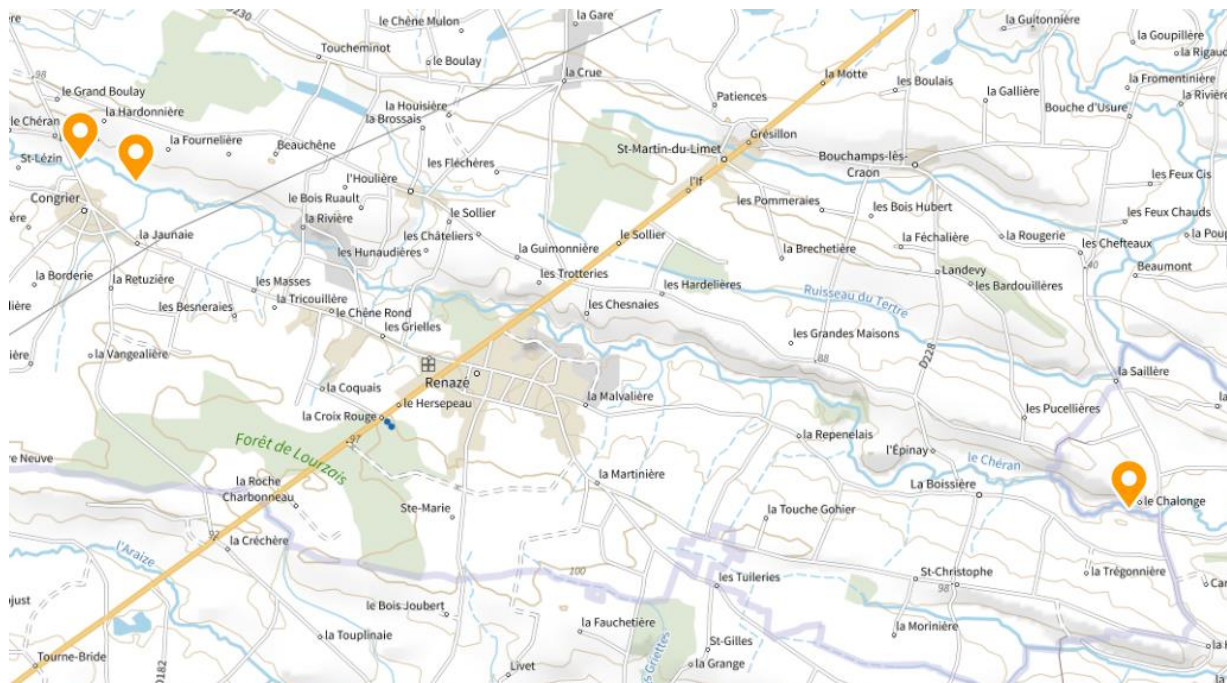 D230
le Chêne Mulon
la Gare
la Guitonnière
la Goupillère
la Rigaud
Toucheminot
le Boulay
la Crue
la Motte
les Boulais
la Fromentinière
98
le Grand Boulay
la Hardonnière
la Houisière
Patiences
la Gallière
Bouche d'Usure
la Rivière
le Chéran
la Brossais
Grésillon
St-Lézin
la Fournelière
Beauchêne
les Fléchères
St-Martin-du-Limet
Bouchamps-lès-
Craon
l'Houlière
l'If
les Feux Cis
Congrier
le Bois Ruault
les Pommeraies
les Bois Hubert
la Rivière
le Sollier
les Feux Chauds
la Jaunaie
les Châteliers
le Sollier
la Féchalière
la Rougerie
la Poup
les Hunaudières
la Guimonnière
la Brechetière
les Chefteaux
la Borderie
la Retuzière
les Masses
les Trotteries
les Hardelières
Landevy
40
Beaumont
les Bardouillères
Ruisseau du Tertre
lière
les Besneraies
la Tricouillère
le Chêne Rond
les Chesnaies
les Grielles
les Grandes Maisons
88
ière
la Vangealière
D228
Renazé
la Saillère
la Coquais
la Malvalière
le Hersepeau
la Croix Rouge
les Pucellières
97
la Repenelais
Forêt de Lourzais
re Neuve
l'Épinay
le Chéran
la Martinière
la Roche
Charbonneau
La Boissière
le Chalonge
Ste-Marie
la Touche Gohier
92
la Créchère
l'Araize
100
les Tuileries
St-Christophe
98
la Trégonnière
Car
ojust
le Bois Joubert
la Touplinaie
la Fauchetière
St-Gilles
la Morinière
Tourne-Bride
D182
Livet
s Griettes
la Grange